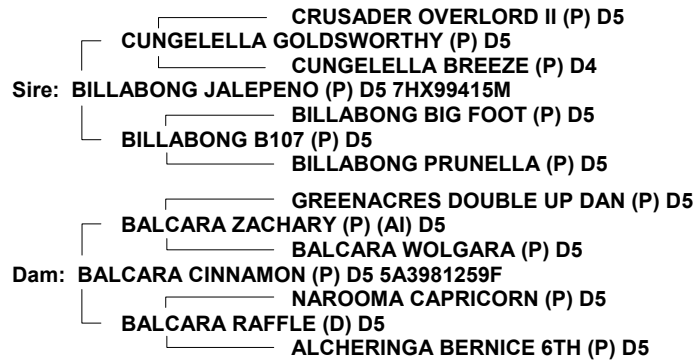 CRUSADER OVERLORD II (P) D5
CUNGELELLA GOLDSWORTHY (P) D5
CUNGELELLA BREEZE (P) D4
Sire: BILLABONG JALEPENO (P) D5 7HX99415M
BILLABONG BIG FOOT (P) D5
BILLABONG B107 (P) D5
BILLABONG PRUNELLA (P) D5
GREENACRES DOUBLE UP DAN (P) D5
BALCARA ZACHARY (P) (AI) D5
BALCARA WOLGARA (P) D5
Dam: BALCARA CINNAMON (P) D5 5A3981259F
NAROOMA CAPRICORN (P) D5
BALCARA RAFFLE (D) D5
ALCHERINGA BERNICE 6TH (P) D5